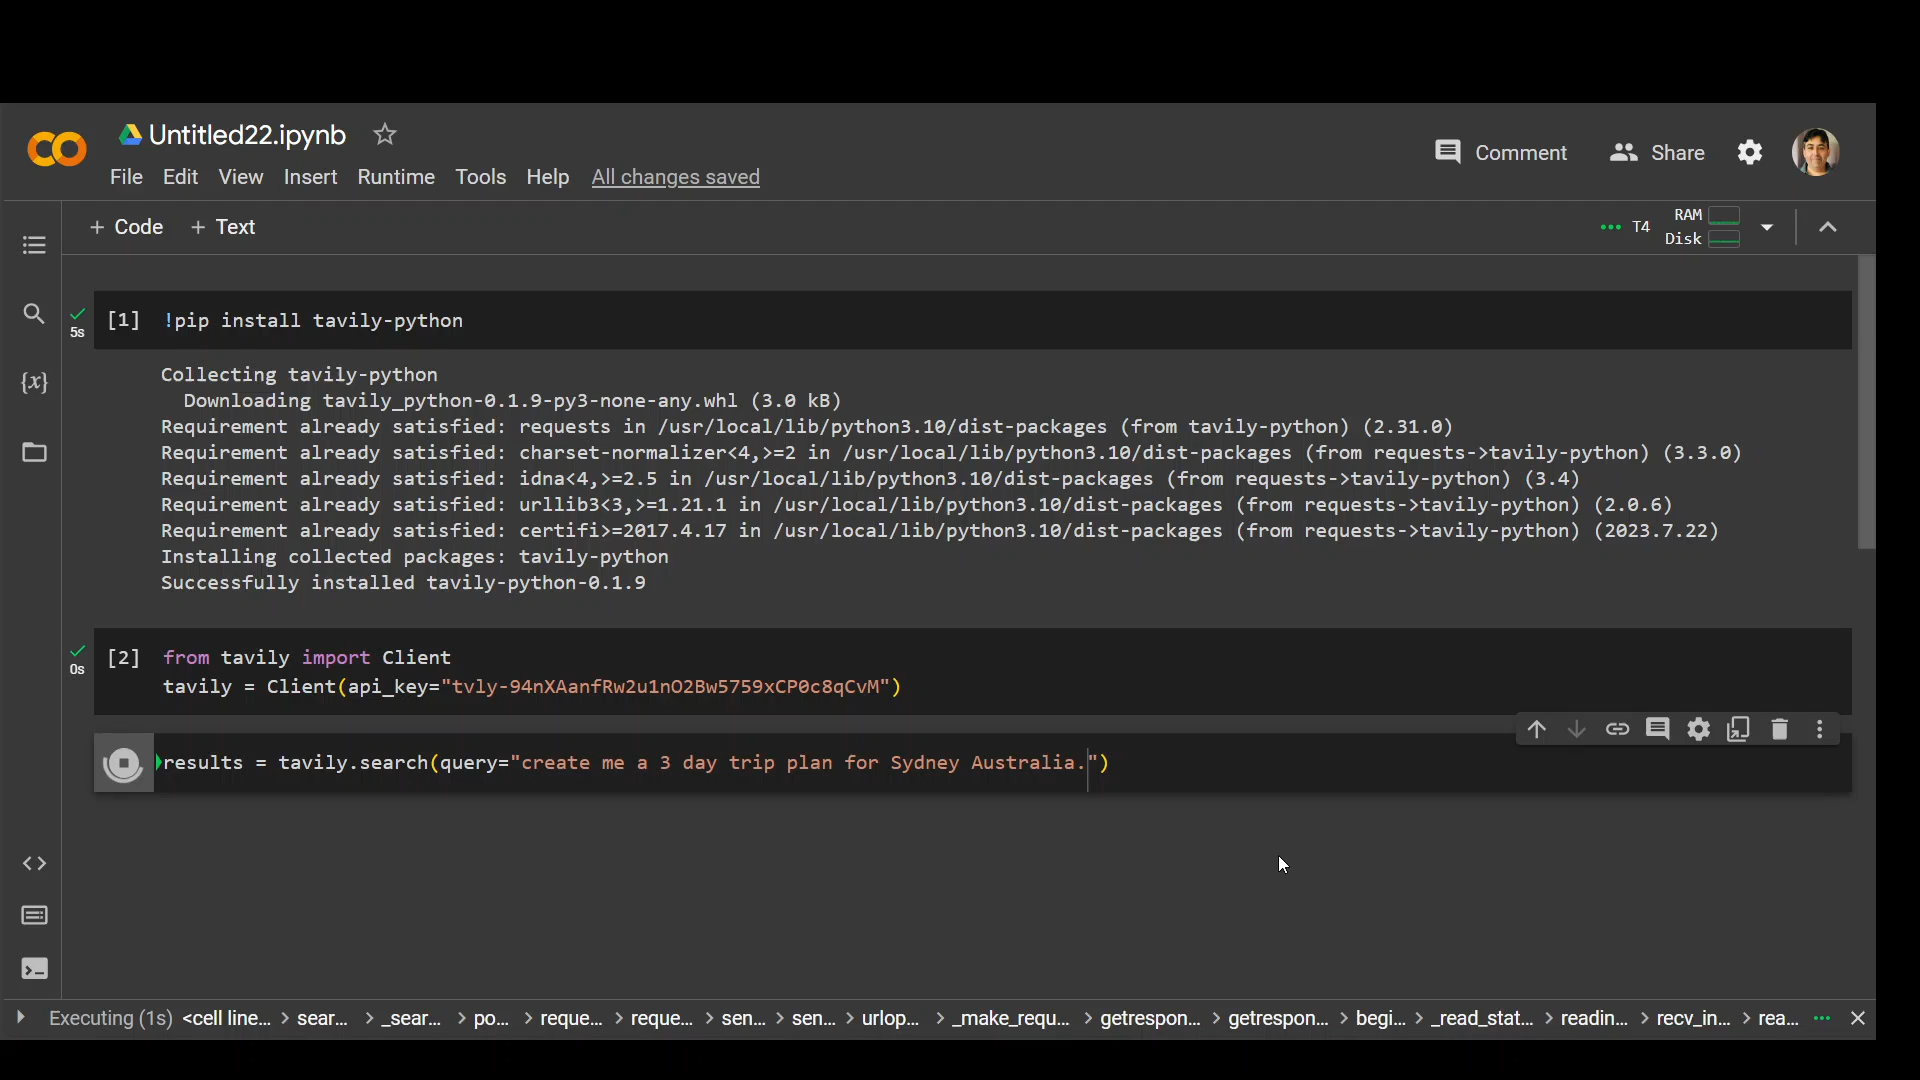 Untitled22.ipynb
Comment
Share
File Edit View Insert Runtime Tools Help All changes saved
+ Code + Text
T4
RAM
Disk
[1] !pip install tavily-python
5s
Collecting tavily-python
Downloading tavily_python-0.1.9-py3-none-any.whl (3.0 kB)
Requirement already satisfied: requests in /usr/local/lib/python3.10/dist-packages (from tavily-python) (2.31.0)
Requirement already satisfied: charset-normalizer<4,>=2 in /usr/local/lib/python3.10/dist-packages (from requests->tavily-python) (3.3.0)
Requirement already satisfied: idna<4,>=2.5 in /usr/local/lib/python3.10/dist-packages (from requests->tavily-python) (3.4)
Requirement already satisfied: urllib3<3,>=1.21.1 in /usr/local/lib/python3.10/dist-packages (from requests->tavily-python) (2.0.6)
Requirement already satisfied: certifi>=2017.4.17 in /usr/local/lib/python3.10/dist-packages (from requests->tavily-python) (2023.7.22)
Installing collected packages: tavily-python
Successfully installed tavily-python-0.1.9
[2] from tavily import Client
0s
tavily = Client(api_key="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")
results = tavily.search(query="create me a 3 day trip plan for Sydney Australia.")
Executing (1s) <cell line... > sear... > _sear... > po... > reque... > reque... > sen... > sen... > urlop... > _make_requ... > getrespon... > getrespon... > begi... > _read_stat... > readin... > recv_in... > rea...